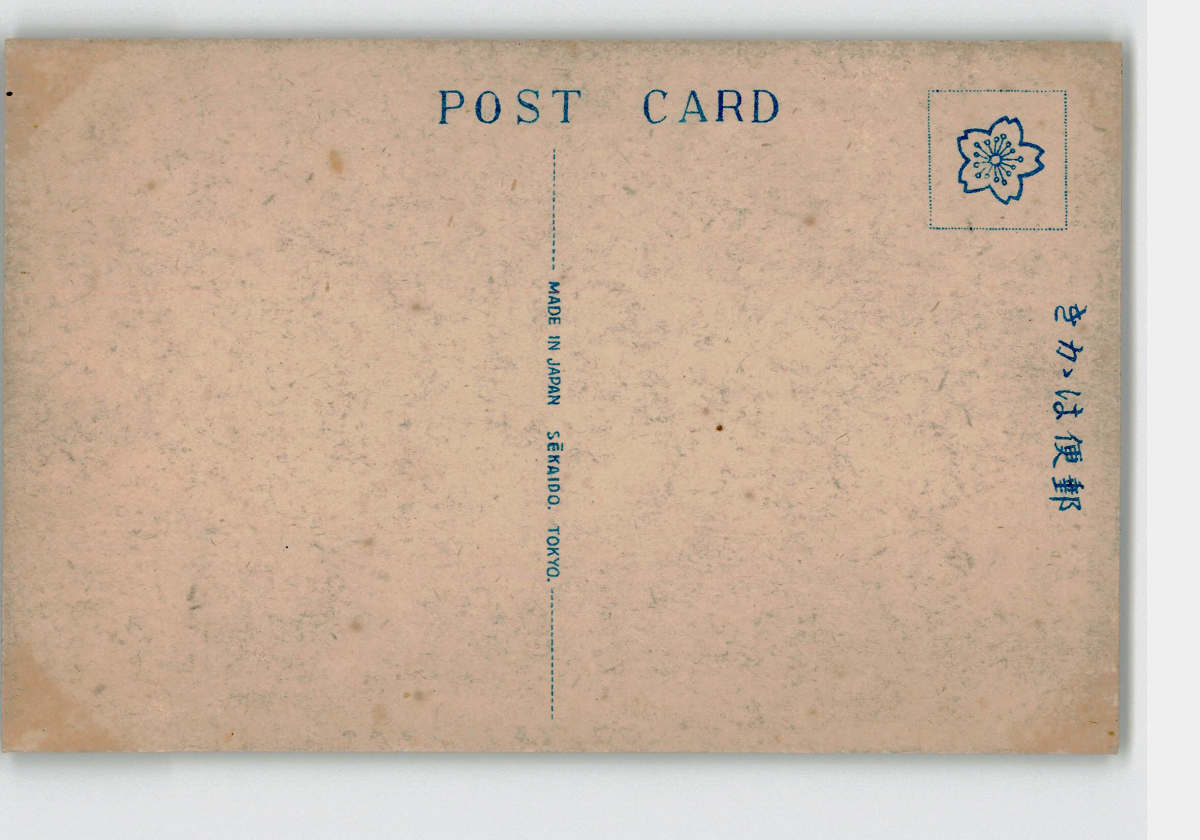 POST CARD
MADE IN JAPAN SĒKAIDO. TOKYO.
郵便はかき